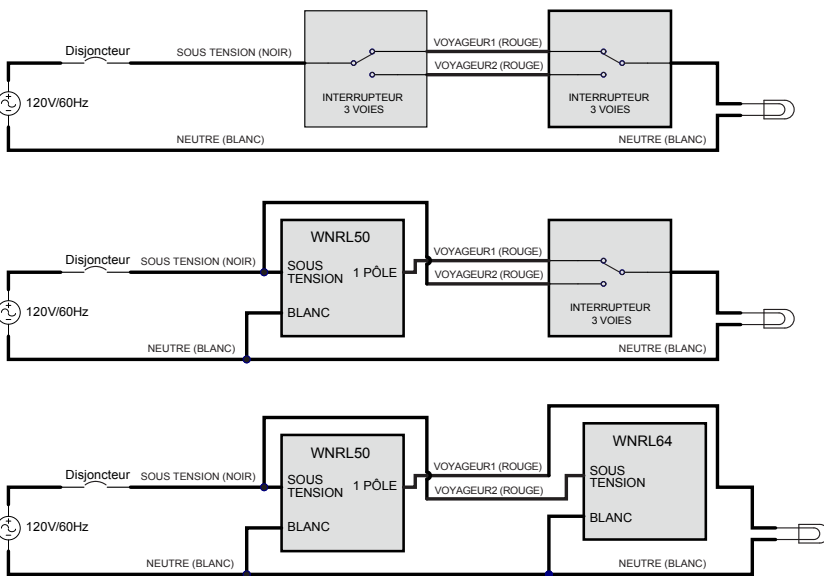 Disjoncteur
SOUS TENSION (NOIR)
VOYAGEUR1 (ROUGE)
VOYAGEUR2 (ROUGE)
120V/60Hz
INTERRUPTEUR
3 VOIES
INTERRUPTEUR
3 VOIES
NEUTRE (BLANC)
NEUTRE (BLANC)
WNRL50
VOYAGEUR1 (ROUGE)
Disjoncteur
SOUS TENSION (NOIR)
SOUS
TENSION
1 PÔLE
VOYAGEUR2 (ROUGE)
120V/60Hz
BLANC
INTERRUPTEUR
3 VOIES
NEUTRE (BLANC)
NEUTRE (BLANC)
WNRL50
WNRL64
VOYAGEUR1 (ROUGE)
Disjoncteur
SOUS TENSION (NOIR)
SOUS
TENSION
1 PÔLE
VOYAGEUR2 (ROUGE)
SOUS
TENSION
120V/60Hz
BLANC
BLANC
NEUTRE (BLANC)
NEUTRE (BLANC)